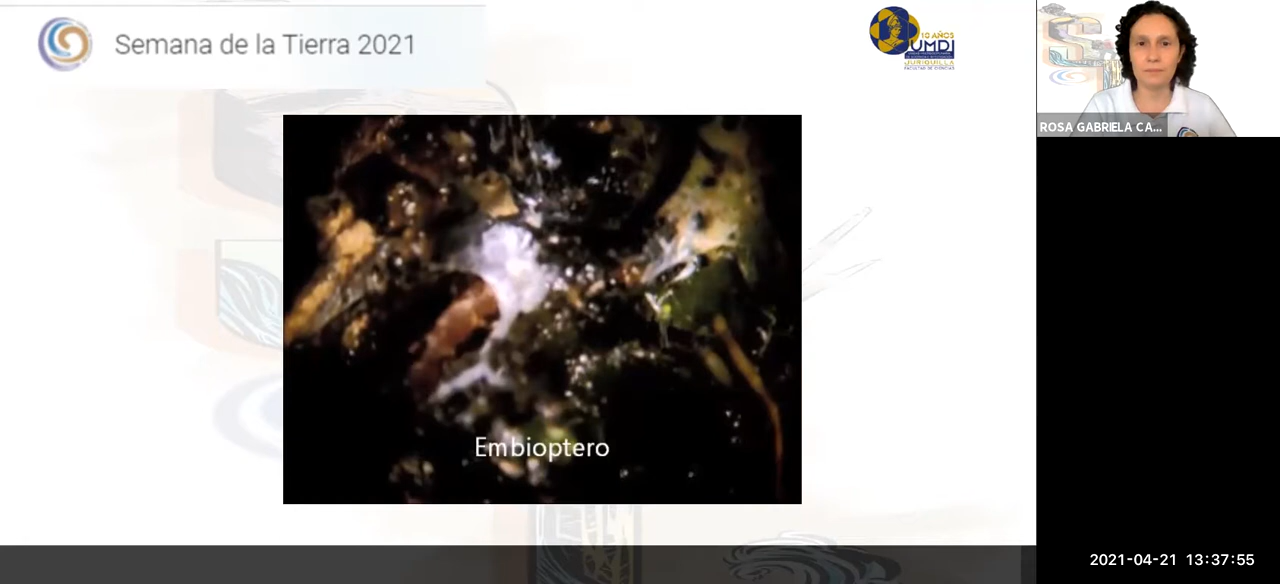 Semana de la Tierra 2021
10 AÑOS
UMDI
JURIQUILLA
FACULTAD DE CIENCIAS
ROSA GABRIELA CA...
Embioptero
2021-04-21 13:37:55